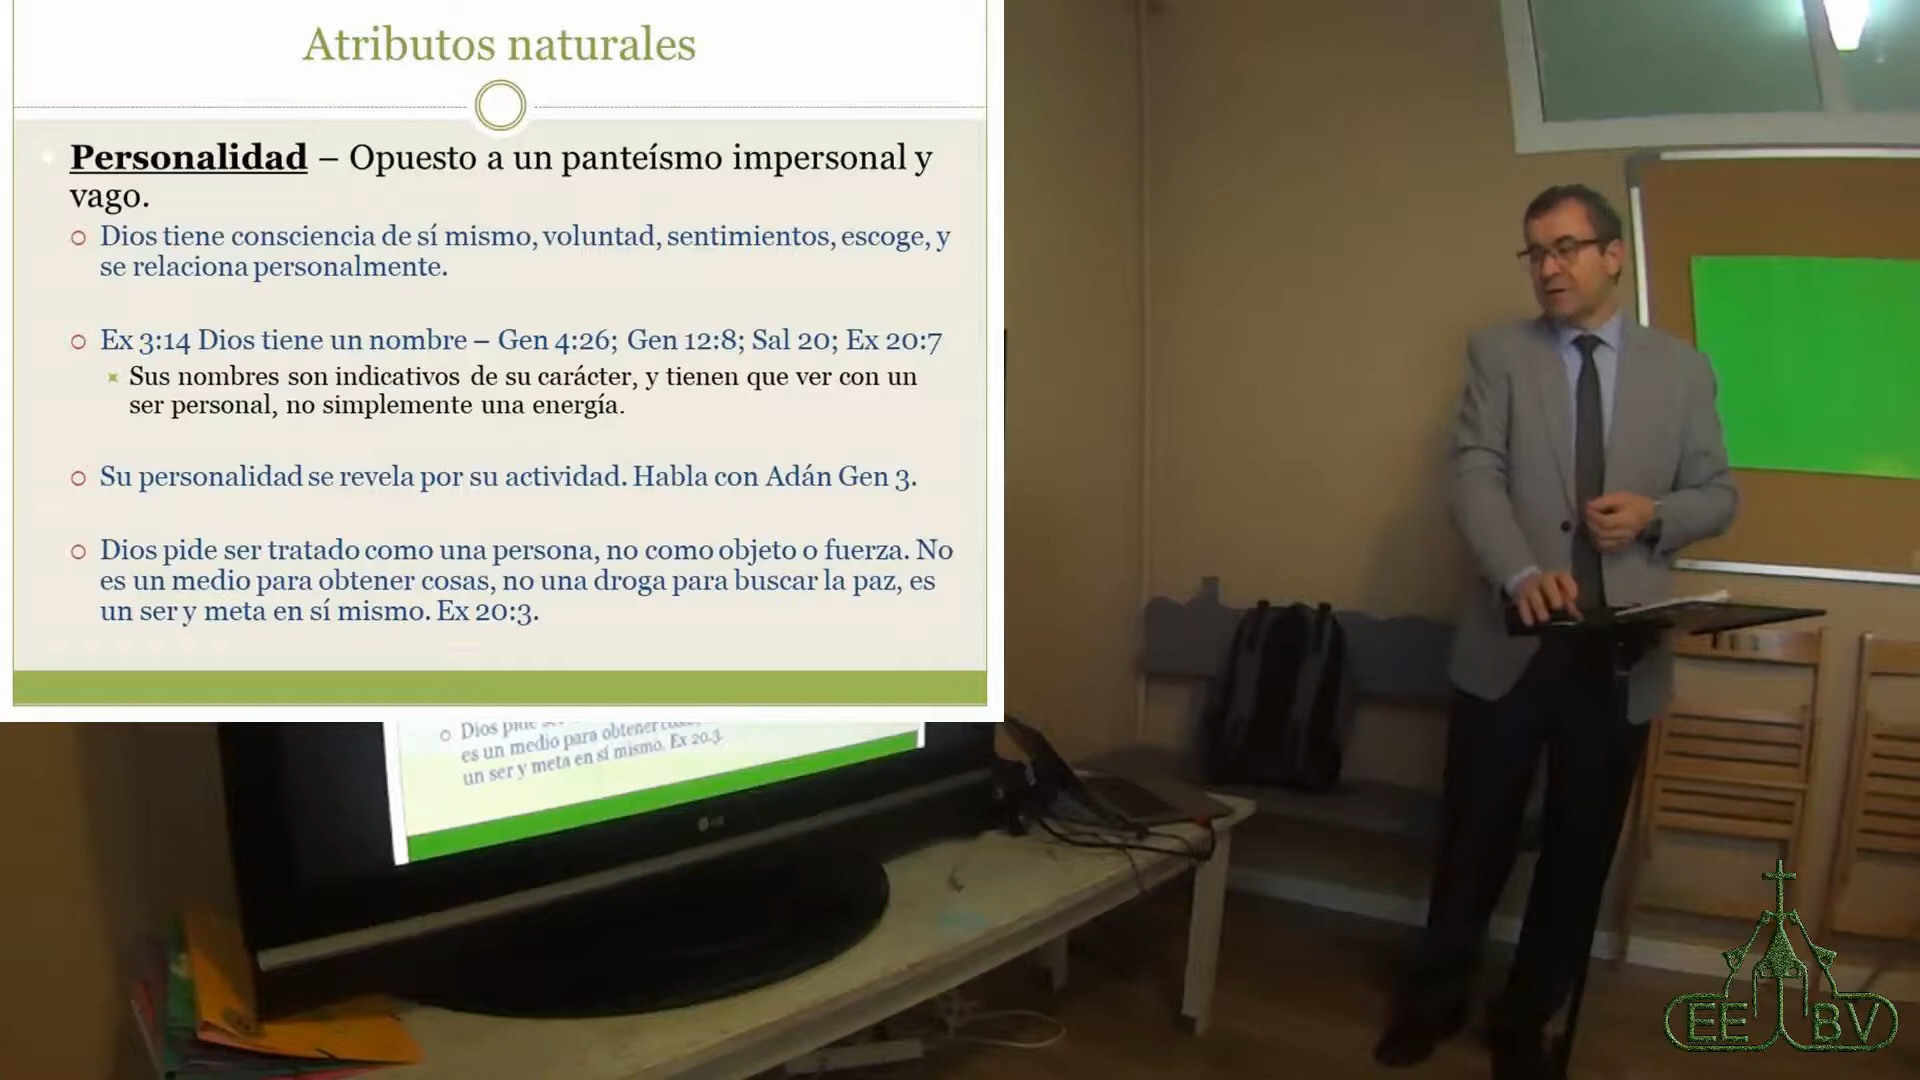 Atributos naturales
Personalidad – Opuesto a un panteísmo impersonal y
vago.
Dios tiene consciencia de sí mismo, voluntad, sentimientos, escoge, y
se relaciona personalmente.
Ex 3:14 Dios tiene un nombre – Gen 4:26; Gen 12:8; Sal 20; Ex 20:7
Sus nombres son indicativos de su carácter, y tienen que ver con un
ser personal, no simplemente una energía.
Su personalidad se revela por su actividad. Habla con Adán Gen 3.
Dios pide ser tratado como una persona, no como objeto o fuerza. No
es un medio para obtener cosas, no una droga para buscar la paz, es
un ser y meta en sí mismo. Ex 20:3.
Dios pide
es un medio para obtener
un ser y meta en sí mismo. Ex 20:3
LG
EE BV